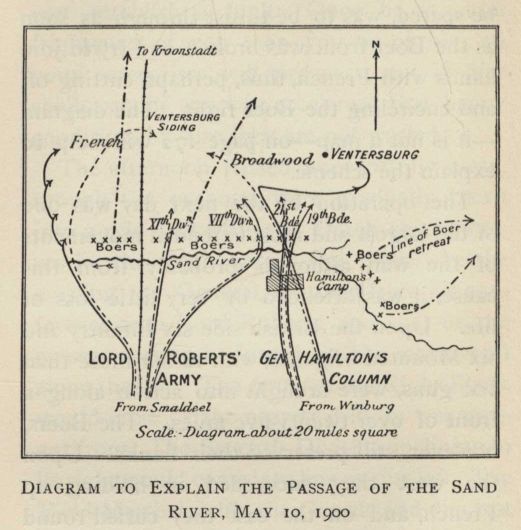 To Kroonstadt
N
VENTERSBURG
SIDING
French
Broadwood
VENTERSBURG
XIth Divn
VIIth Divn
21st
Bde.
19th Bde.
Boers
Boers
Sand River
Boers
Line of Boer
retreat
Hamilton's
Camp
Boers
LORD ROBERTS'
ARMY
GEN. HAMILTON'S
COLUMN
From Smaldeel
From Winburg
Scale:-Diagram about 20 miles square
DIAGRAM TO EXPLAIN THE PASSAGE OF THE SAND
RIVER, MAY 10, 1900